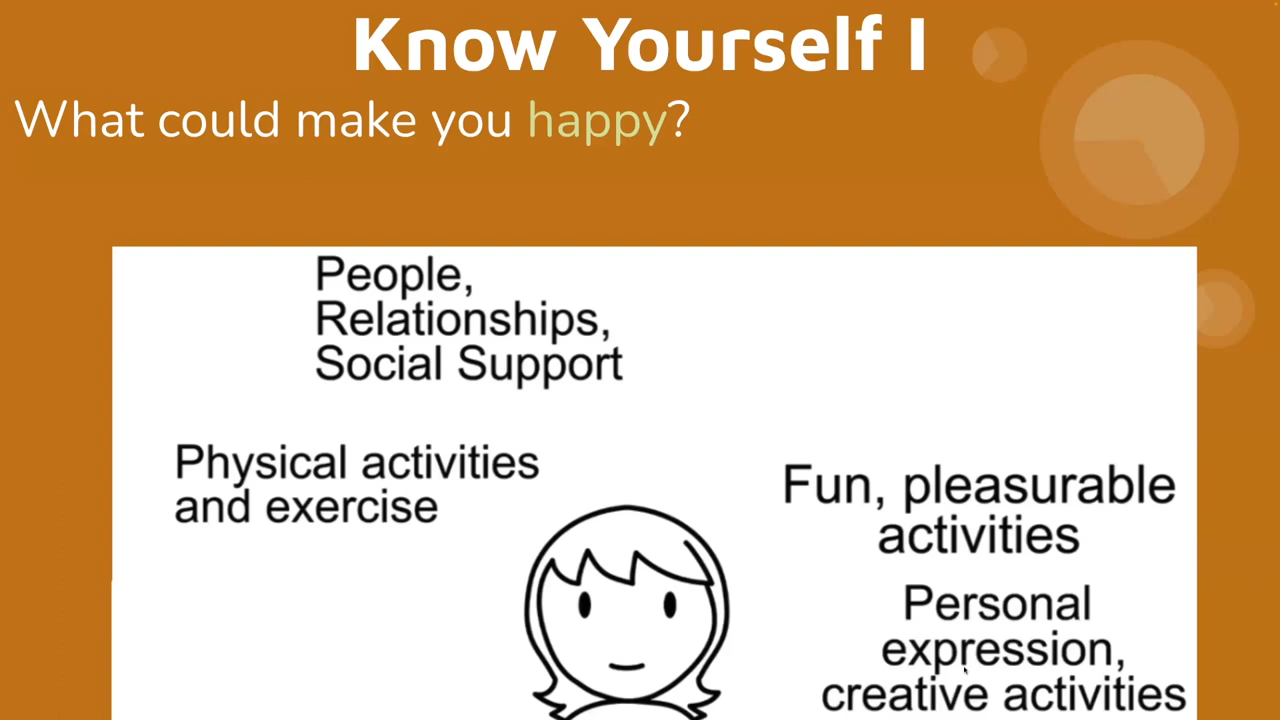 Know Yourself I
What could make you happy?
People,
Relationships,
Social Support
Physical activities
and exercise
Fun, pleasurable
activities
Personal
expression,
creative activities